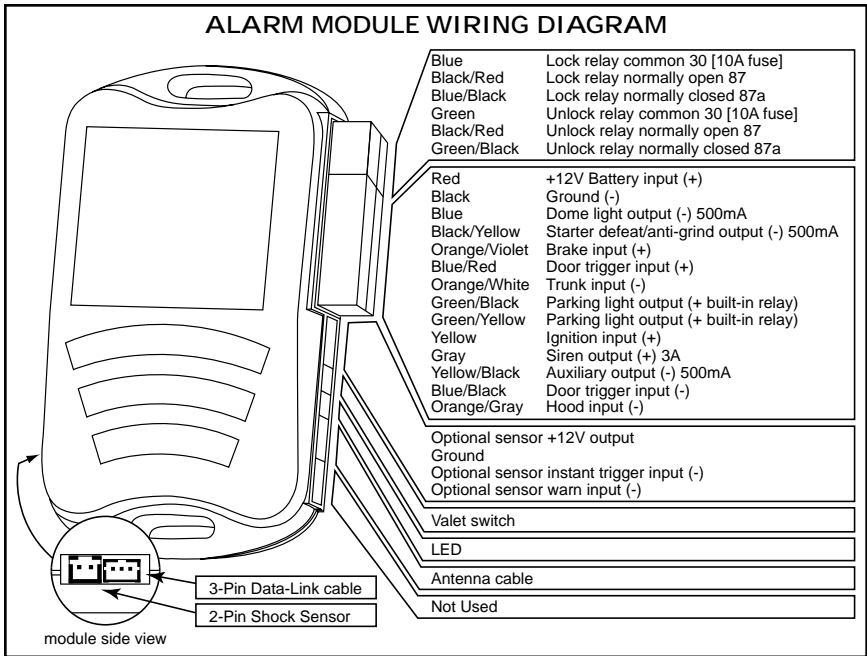 ALARM MODULE WIRING DIAGRAM
Blue Lock relay common 30 [10A fuse]
Black/Red Lock relay normally open 87
Blue/Black Lock relay normally closed 87a
Green Unlock relay common 30 [10A fuse]
Black/Red Unlock relay normally open 87
Green/Black Unlock relay normally closed 87a
Red +12V Battery input (+)
Black Ground (-)
Blue Dome light output (-) 500mA
Black/Yellow Starter defeat/anti-grind output (-) 500mA
Orange/Violet Brake input (+)
Blue/Red Door trigger input (+)
Orange/White Trunk input (-)
Green/Black Parking light output (+ built-in relay)
Green/Yellow Parking light output (+ built-in relay)
Yellow Ignition input (+)
Gray Siren output (+) 3A
Yellow/Black Auxiliary output (-) 500mA
Blue/Black Door trigger input (-)
Orange/Gray Hood input (-)
Optional sensor +12V output
Ground
Optional sensor instant trigger input (-)
Optional sensor warn input (-)
Valet switch
LED
Antenna cable
Not Used
3-Pin Data-Link cable
2-Pin Shock Sensor
module side view